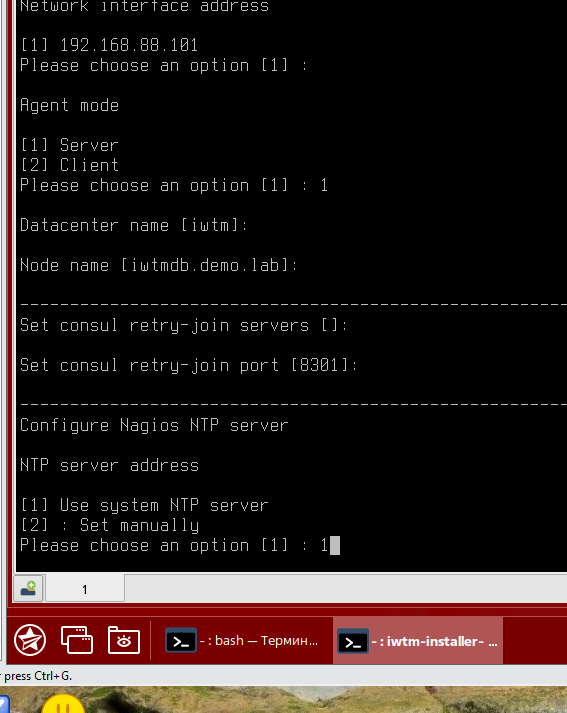 Network interface address
[1] 192.168.88.101
Please choose an option [1] :
Agent mode
[1] Server
[2] Client
Please choose an option [1] : 1
Datacenter name [iwtm]:
Node name [iwtmdb.demo.lab]:
Set consul retry-join servers []:
Set consul retry-join port [8301]:
Configure Nagios NTP server
NTP server address
[1] Use system NTP server
[2] : Set manually
Please choose an option [1] : 1
1
- : bash — Термин...
- : iwtm-installer- ...
r press Ctrl+G.